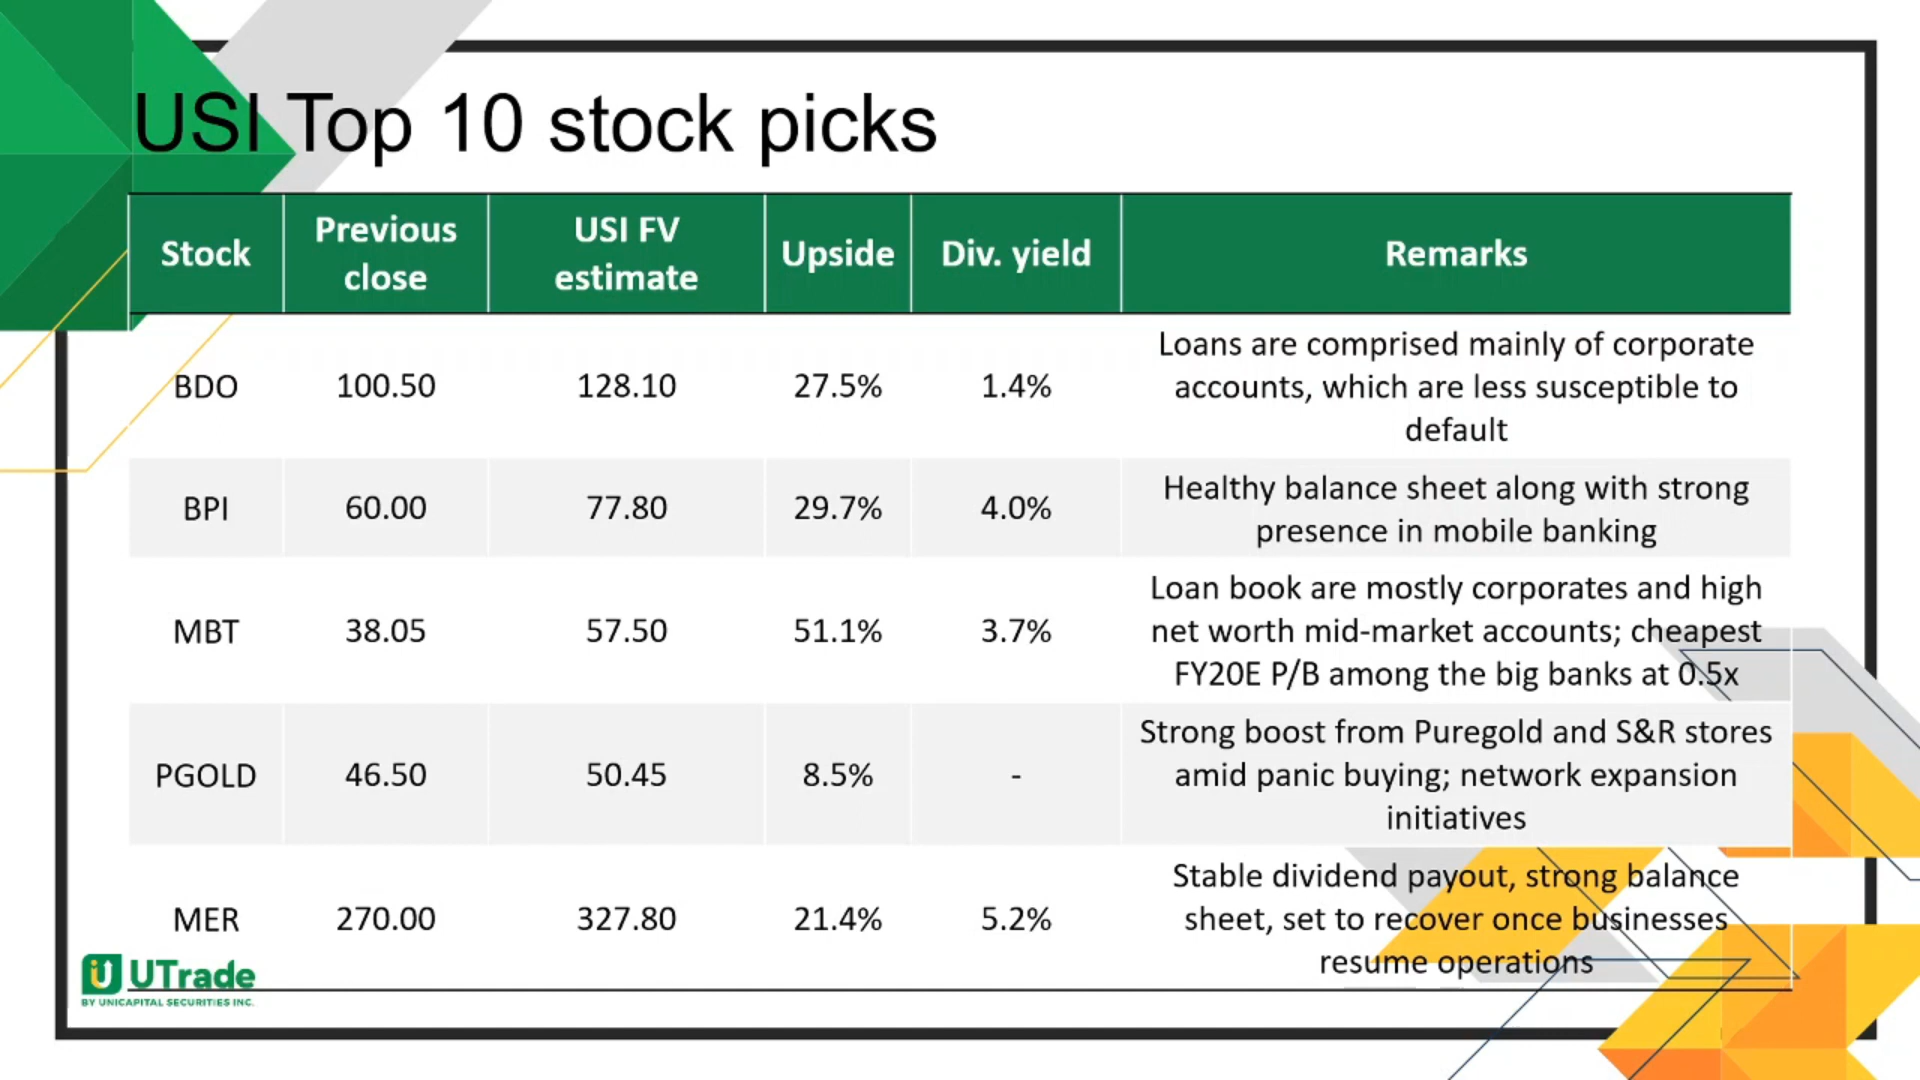 USI Top 10 stock picks
Stock
Previous
close
USI FV
estimate
Upside
Div. yield
Remarks
BDO
100.50
128.10
27.5%
1.4%
Loans are comprised mainly of corporate
accounts, which are less susceptible to
default
BPI
60.00
77.80
29.7%
4.0%
Healthy balance sheet along with strong
presence in mobile banking
MBT
38.05
57.50
51.1%
3.7%
Loan book are mostly corporates and high
net worth mid-market accounts; cheapest
FY20E P/B among the big banks at 0.5x
PGOLD
46.50
50.45
8.5%
-
Strong boost from Puregold and S&R stores
amid panic buying; network expansion
initiatives
MER
270.00
327.80
21.4%
5.2%
Stable dividend payout, strong balance
sheet, set to recover once businesses
resume operations
UTrade
BY UNICAPITAL SECURITIES INC.